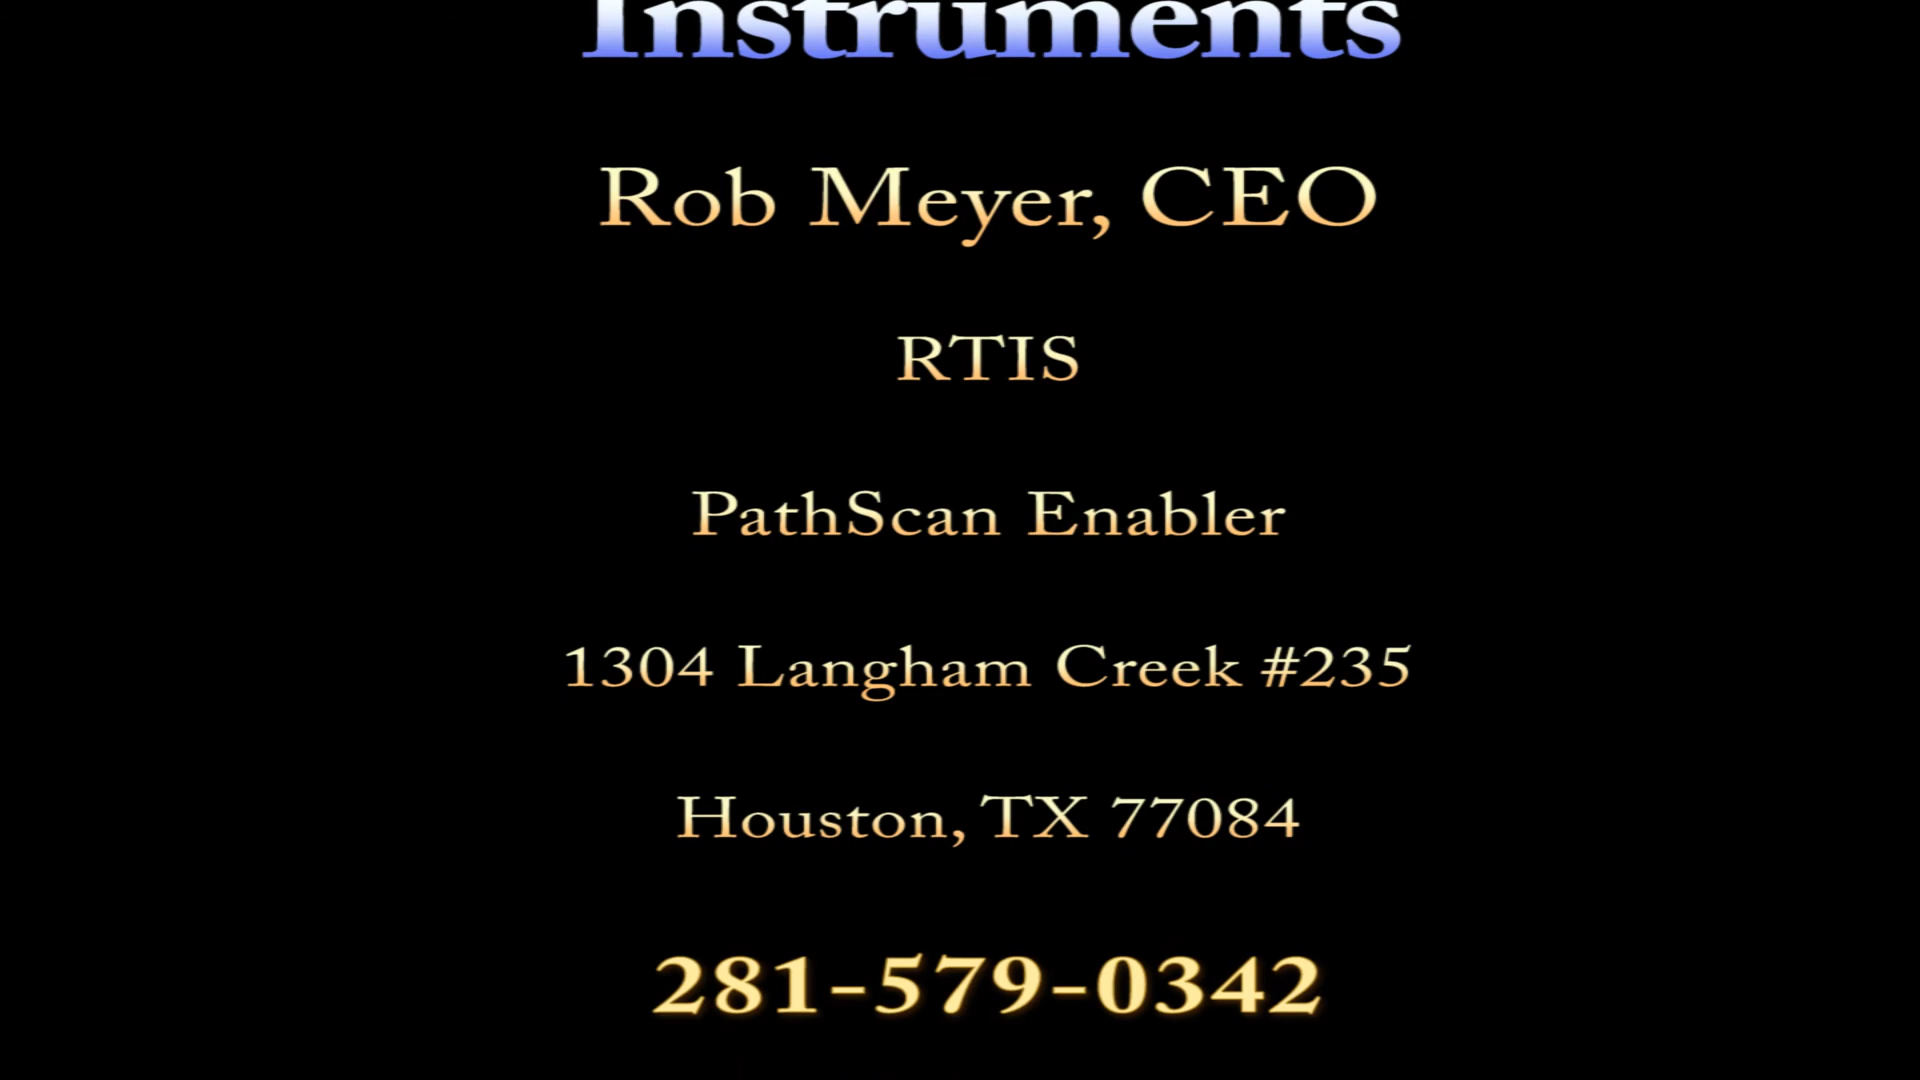 Instruments
Rob Meyer, CEO
RTIS
PathScan Enabler
1304 Langham Creek #235
Houston, TX 77084
281-579-0342